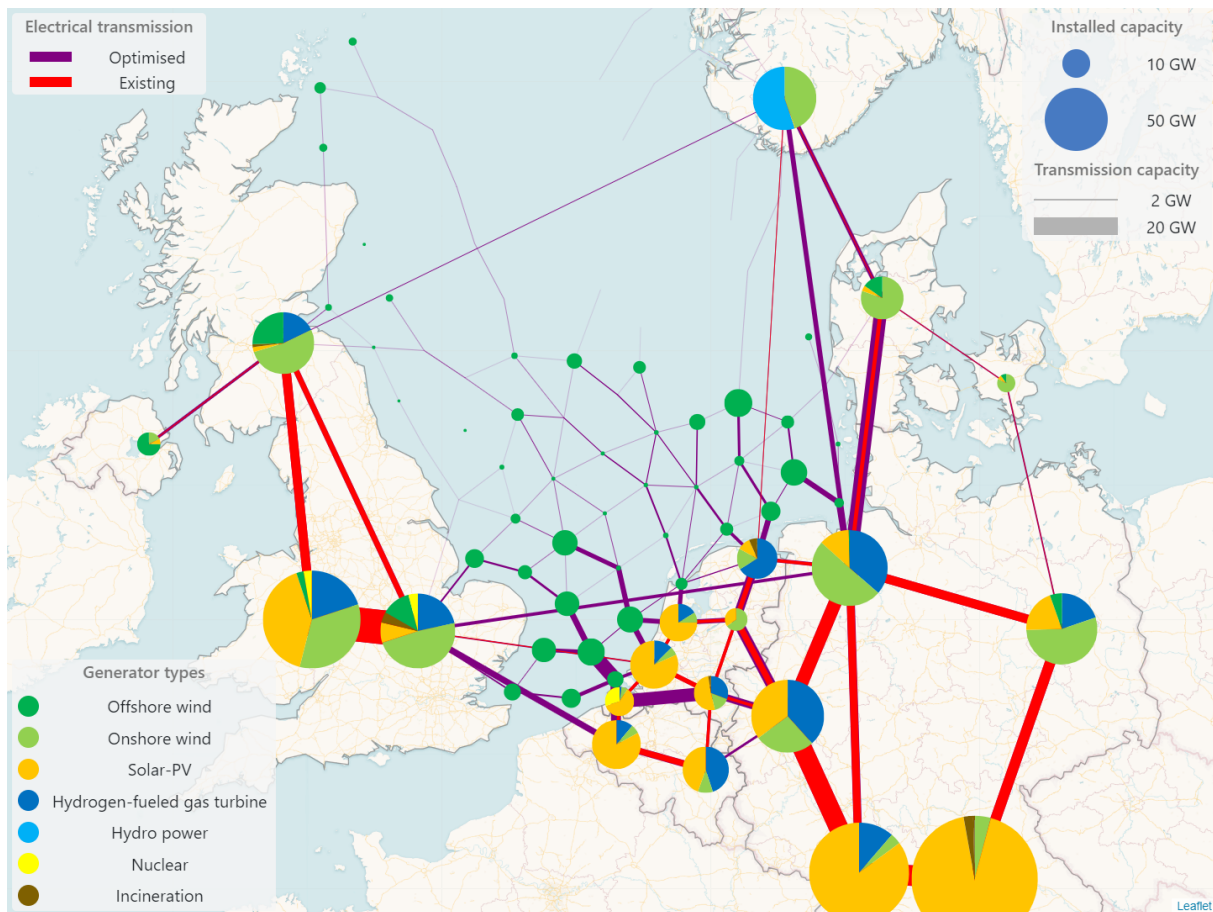 Electrical transmission
Optimised
Existing
Installed capacity
10 GW
50 GW
Transmission capacity
2 GW
20 GW
Generator types
Offshore wind
Onshore wind
Solar-PV
Hydrogen-fueled gas turbine
Hydro power
Nuclear
Incineration
Leaflet